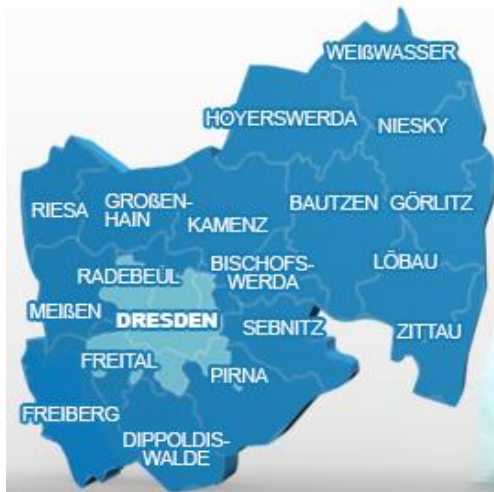 WEIßWASSER
HOYERSWERDA
NIESKY
RIESA
GROßEN-
HAIN
KAMENZ
BAUTZEN
GÖRLITZ
RADEBEUL
BISCHOFS-
WERDA
LÖBAU
MEIßEN
DRESDEN
SEBNITZ
ZITTAU
FREITAL
PIRNA
FREIBERG
DIPPOLDIS-
WALDE